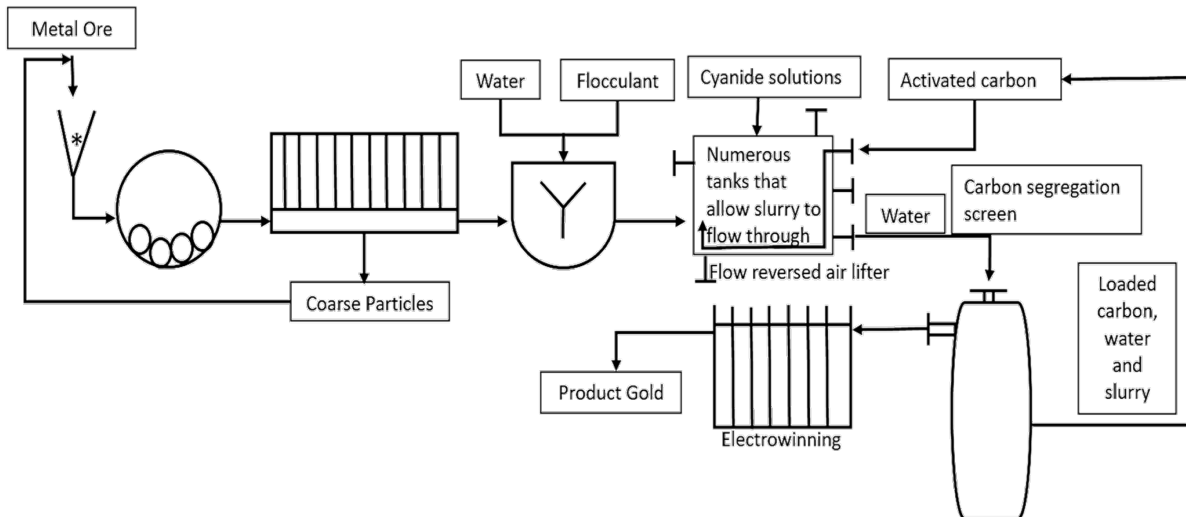 Metal Ore
*
Water
Flocculant
Cyanide solutions
Activated carbon
Numerous
tanks that
allow slurry to
flow through
Water
Carbon segregation
screen
Flow reversed air lifter
Coarse Particles
Loaded
carbon,
water
and
slurry
Product Gold
Electrowinning